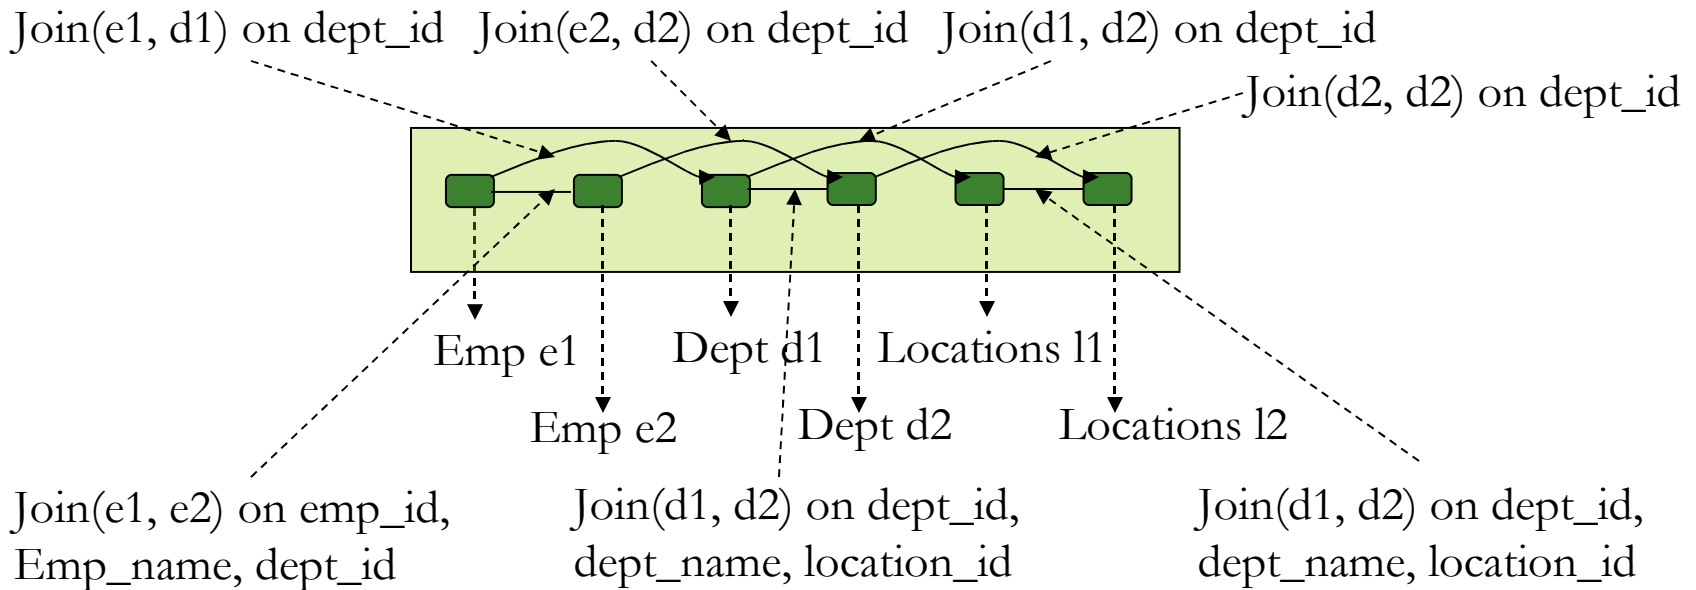 Join(e1, d1) on dept_id Join(e2, d2) on dept_id Join(d1, d2) on dept_id
Join(d2, d2) on dept_id
Emp e1
Dept d1
Locations l1
Emp e2
Dept d2
Locations l2
Join(e1, e2) on emp_id,
Emp_name, dept_id
Join(d1, d2) on dept_id,
dept_name, location_id
Join(d1, d2) on dept_id,
dept_name, location_id